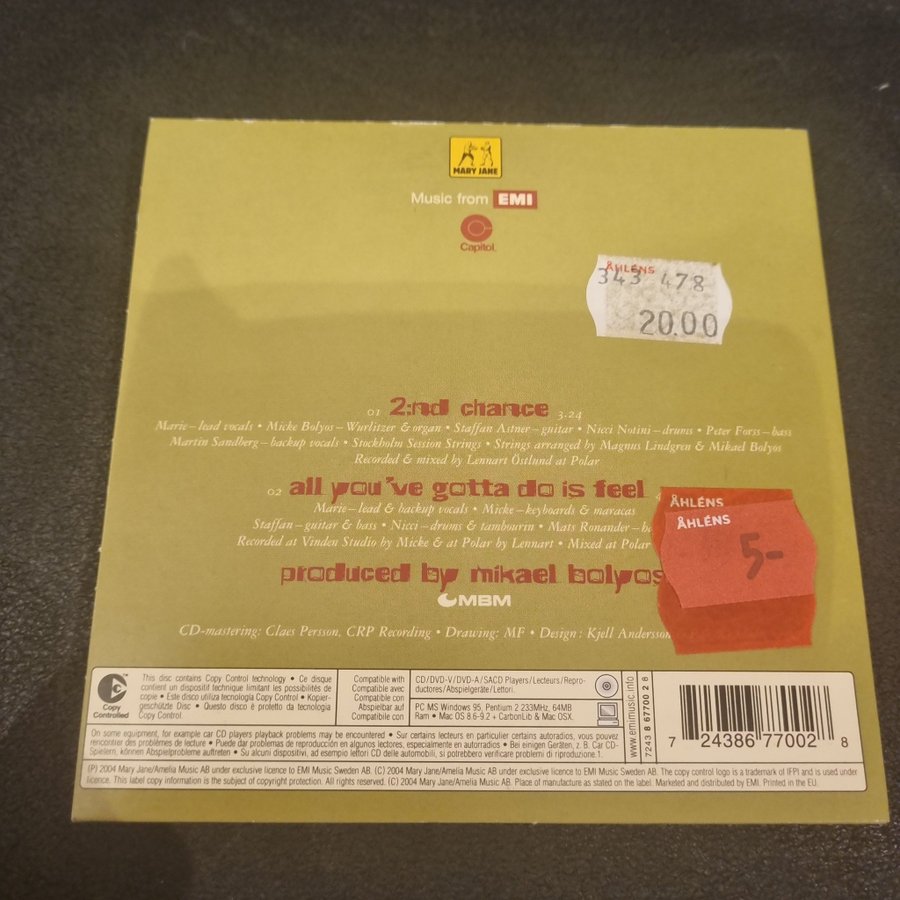 MARY JANE
Music from EMI
Capitol.
ÅHLÉNS
343 478
20.00
01 2:nd chance 3.24
Marie – lead vocals • Micke Bolyos – Wurlitzer & organ • Staffan Astner – guitar • Nicci Notini – drums • Peter Forss – bass
Martin Sandberg – backup vocals • Stockholm Session Strings • Strings arranged by Magnus Lindgren & Mikael Bolyos
Recorded & mixed by Lennart Östlund at Polar
02 all you've gotta do is feel
Marie – lead & backup vocals • Micke – keyboards & maracas
Staffan – guitar & bass • Nicci – drums & tambourin • Mats Ronander –
Recorded at Vinden Studio by Micke & at Polar by Lennart • Mixed at Polar
ÅHLÉNS
ÅHLÉNS
5-
produced by mikael bolyos
MBM
CD-mastering: Claes Persson, CRP Recording • Drawing: MF • Design : Kjell Andersson
Copy
Controlled
This disc contains Copy Control technology • Ce disque
contient un dispositif technique limitant les possibilités de
copie • Este disco utiliza tecnologia Copy Control • Kopier-
geschützte Disc • Questo disco è protetto da tecnologia
Copy Control.
Compatible with
Compatible avec
Compatible con
Abspielbar auf
Compatibile con
CD/DVD-V/DVD-A/SACD Players/Lecteurs/Repro-
ductores/Abspielgeräte/Lettori.
PC MS Windows 95, Pentium 2 233MHz, 64MB
Ram • Mac OS 8.6-9.2 + CarbonLib & Mac OSX.
On some equipment, for example car CD players playback problems may be encountered • Sur certains lecteurs en particulier certains autoradios, vous pouvez
rencontrer des problèmes de lecture • Puede dar problemas de reproducción en algunos lectores, especialmente en autorradios • Bei einigen Geräten, z. B. Car CD-
Spielern, können Abspielprobleme auftreten • Su alcuni dispositivi, ad esempio lettori CD delle automobili, si potrebbero verificare problemi di riproduzione.1.
www.emimusic.info
7243 8 677002 8
7 24386 77002 8
(P) 2004 Mary Jane/Amelia Music AB under exclusive licence to EMI Music Sweden AB. (C) 2004 Mary Jane/Amelia Music AB under exclusive licence to EMI Music Sweden AB. The copy control logo is a trademark of IFPI and is used under
licence. This label copy information is the subject of copyright protection. All rights reserved. (C) 2004 Mary Jane/Amelia Music AB. Place of manufacture as stated on the label. Marketed and distributed by EMI. Printed in the EU.